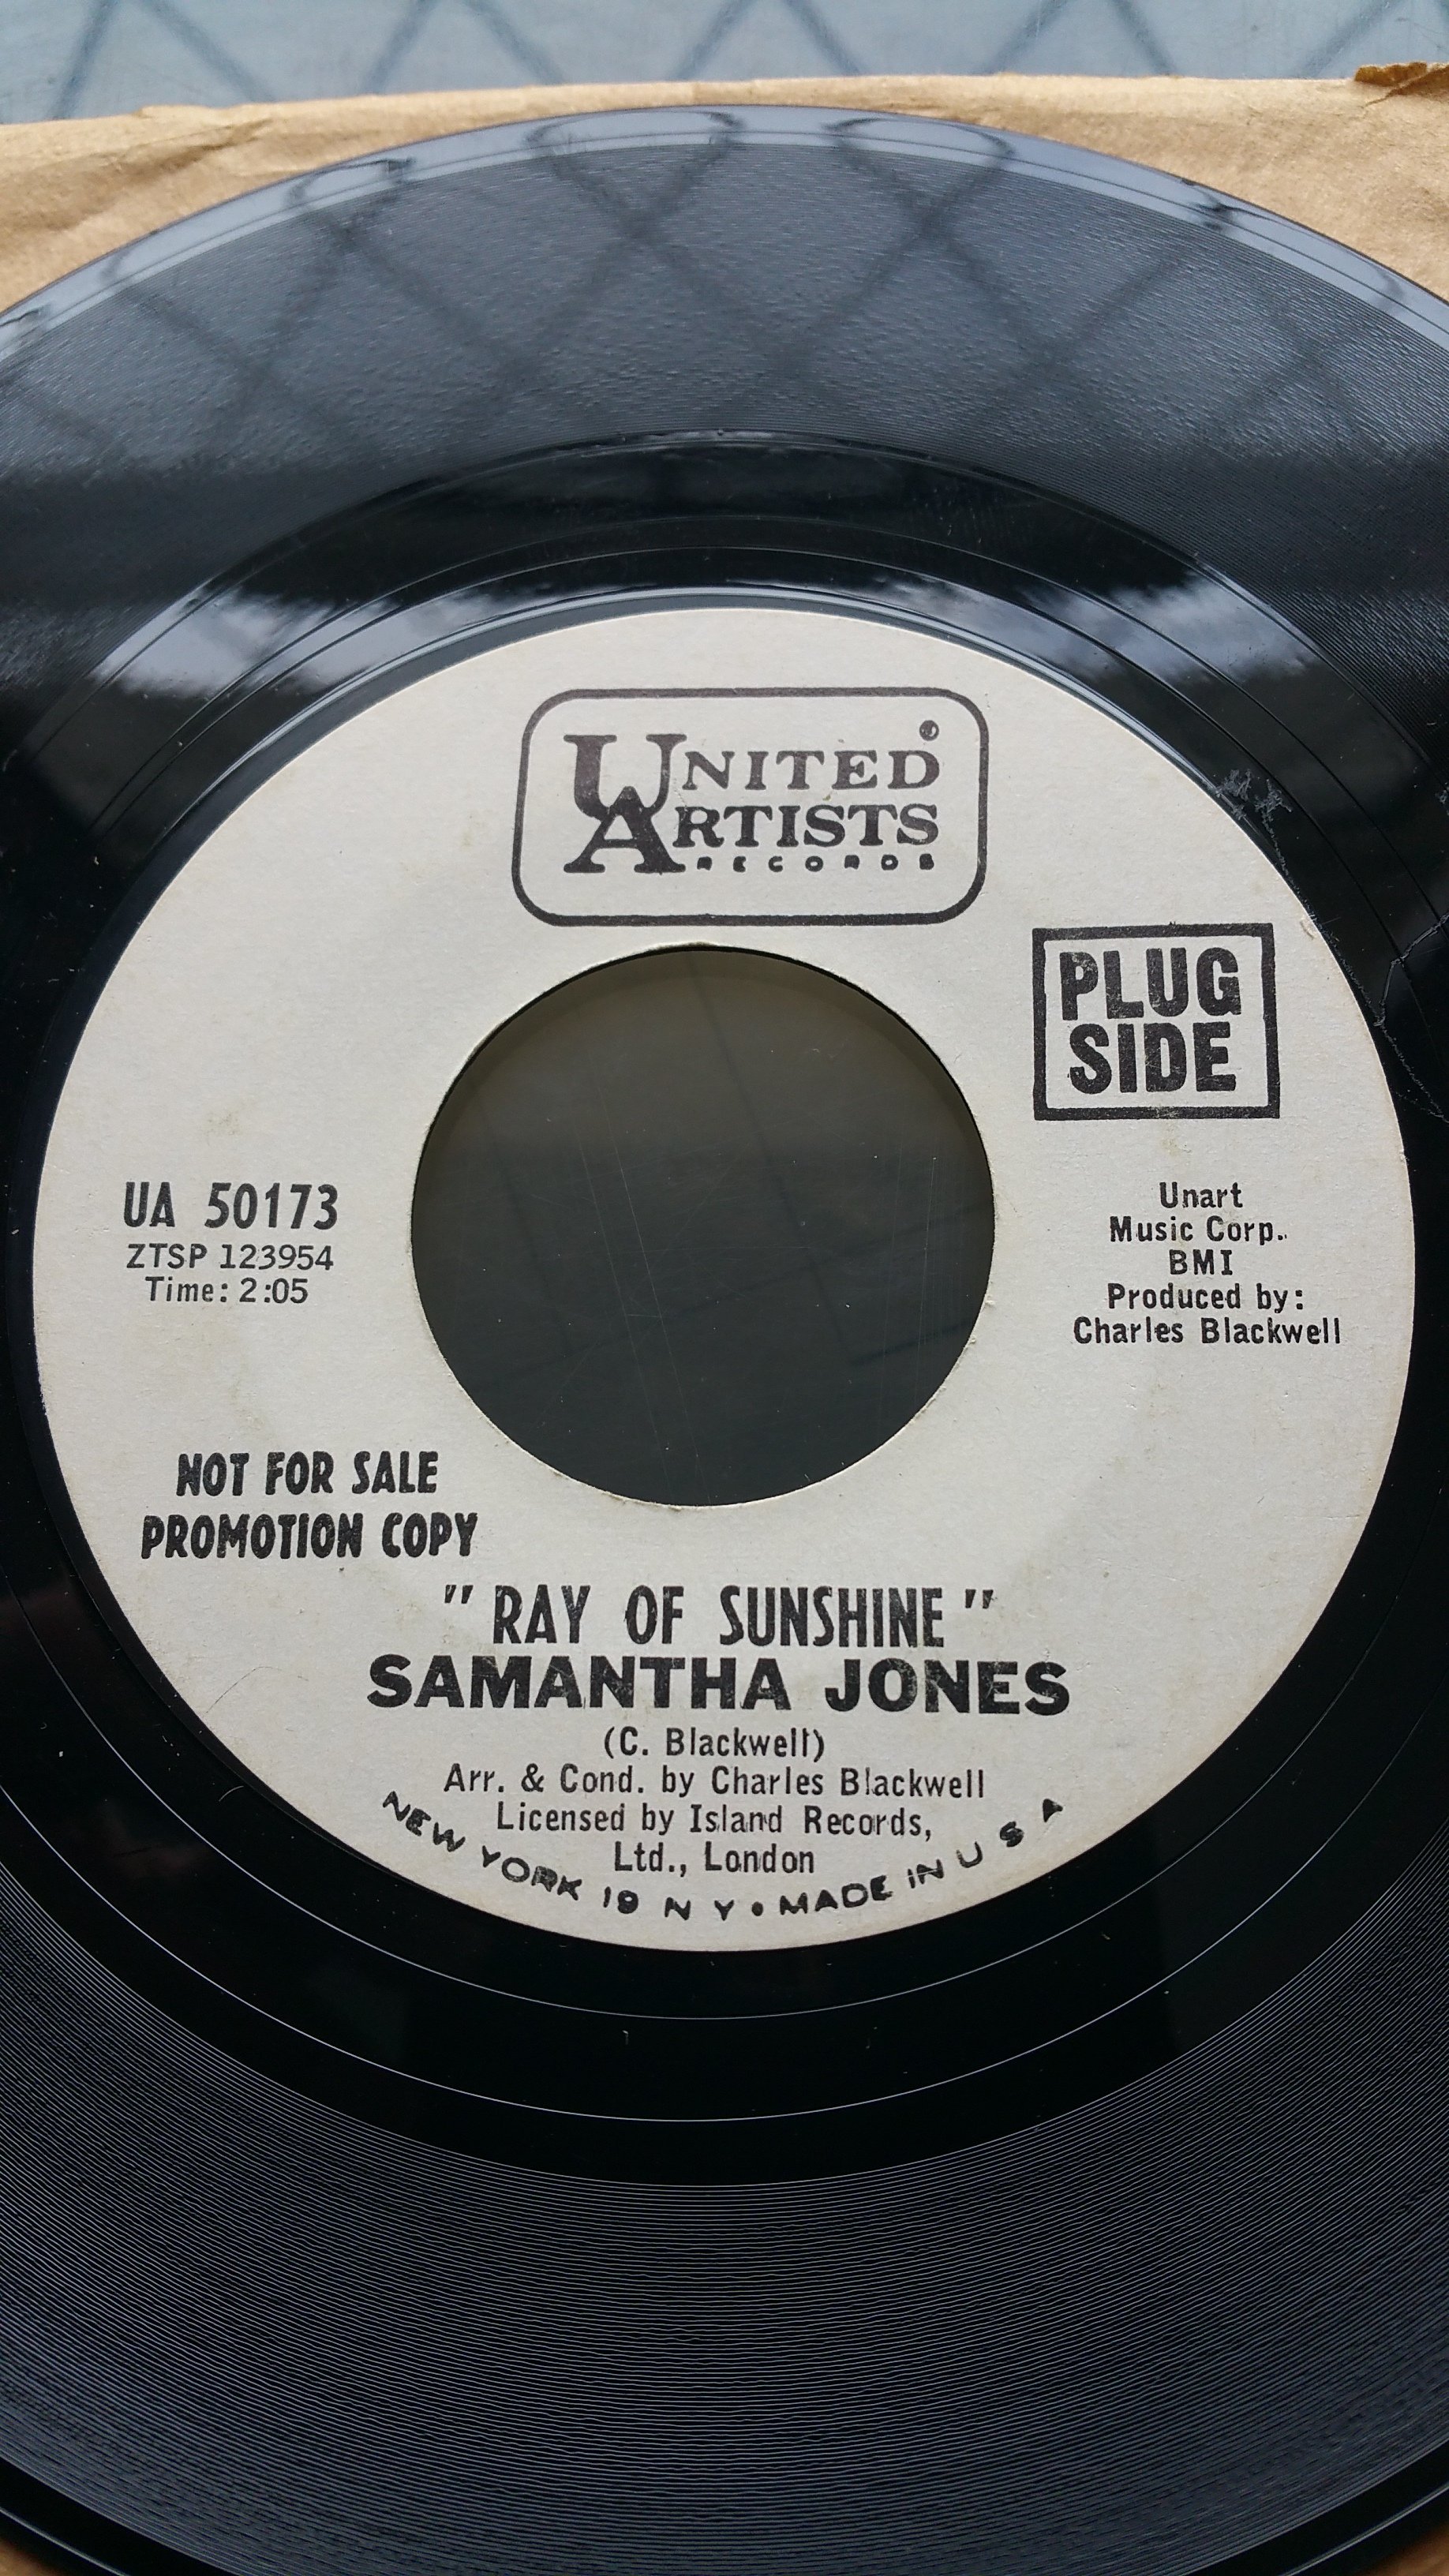 UNITED
ARTISTS
RECORDS
PLUG
SIDE
UA 50173
ZTSP 123954
Time: 2:05
Unart
Music Corp.
BMI
Produced by:
Charles Blackwell
NOT FOR SALE
PROMOTION COPY
"RAY OF SUNSHINE"
SAMANTHA JONES
(C. Blackwell)
Arr. & Cond. by Charles Blackwell
Licensed by Island Records,
Ltd., London
NEW YORK 19 N Y • MADE IN U S A